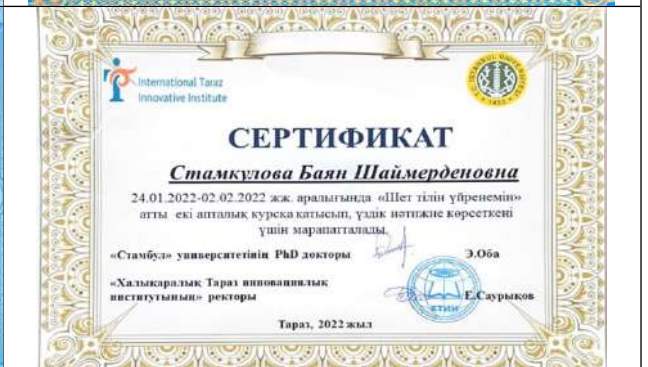 International Taraz
Innovative Institute
СЕРТИФИКАТ
Стамкулова Баян Шаймерденовна
24.01.2022-02.02.2022 жж. аралығында «Шет тілін үйренемін»
атты екі апталық курсқа қатысып, үздік нәтижие көрсеткені
үшін марапатталады.
«Стамбул» университетінің PhD докторы
Э.Оба
«Халықаралық Тараз инновациялық
институтының» ректоры
Е.Саурыков
Тараз, 2022 жыл